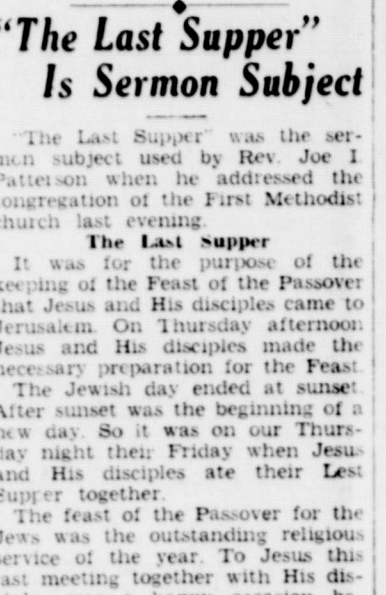 "The Last Supper"
Is Sermon Subject
"The Last Supper" was the ser-
mon subject used by Rev. Joe I
Patterson when he addressed the
congregation of the First Methodist
church last evening.
The Last Supper
It was for the purpose of the
keeping of the Feast of the Passover
that Jesus and His disciples came to
Jerusalem. On Thursday afternoon
Jesus and His disciples made the
necessary preparation for the Feast.
The Jewish day ended at sunset.
After sunset was the beginning of a
new day. So it was on our Thurs-
day night their Friday when Jesus
and His disciples ate their Lest
Supper together.
The feast of the Passover for the
Jews was the outstanding religious
service of the year. To Jesus this
last meeting together with His dis-